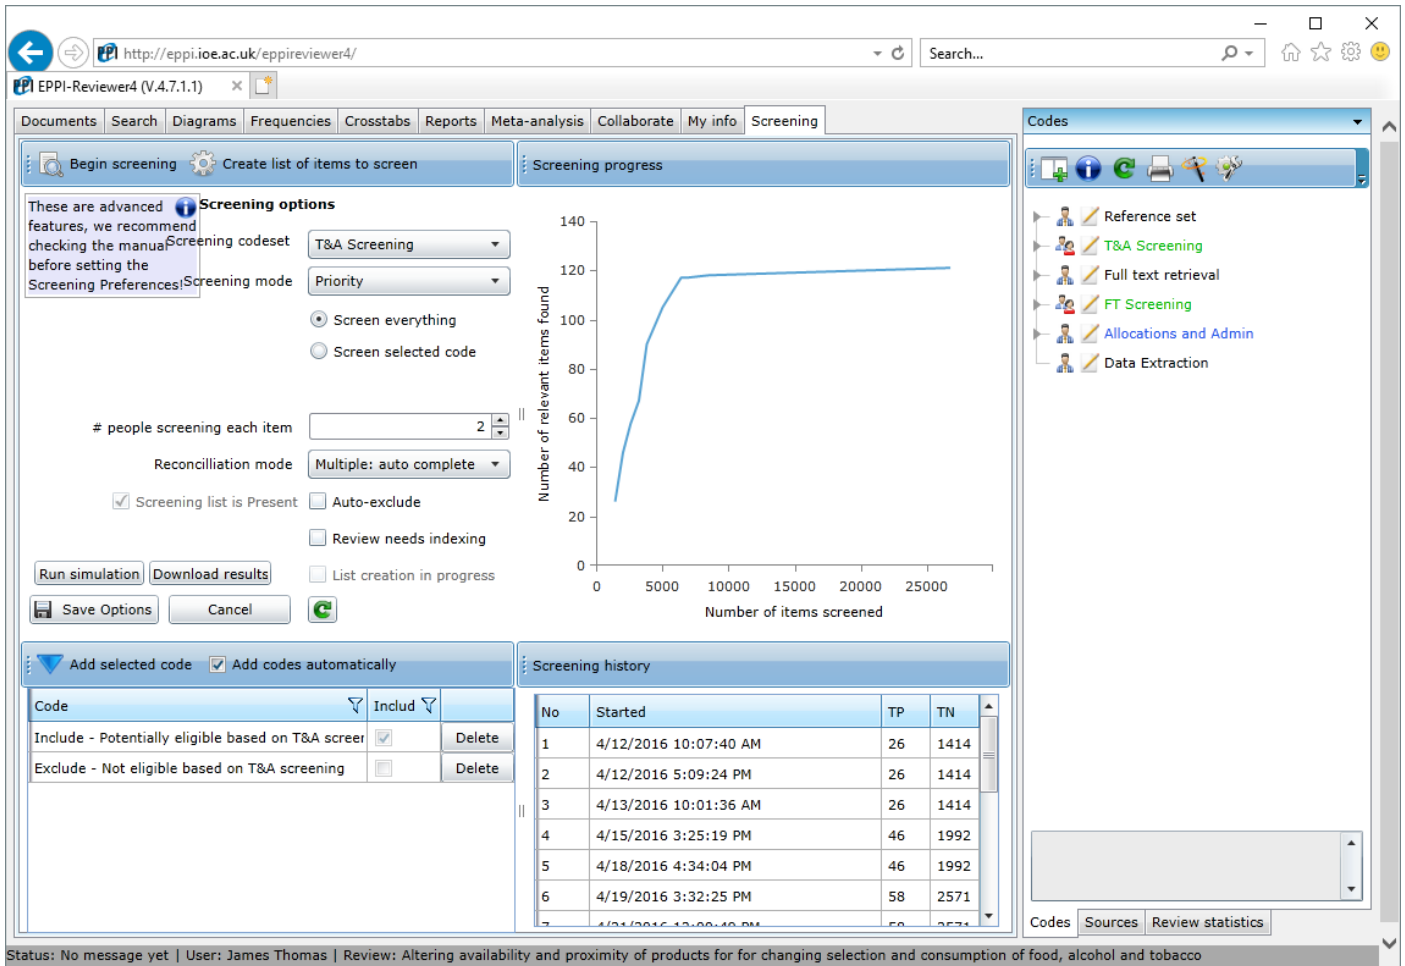 http://eppi.ioe.ac.uk/eppireviewer4/
Search...
EPPI-Reviewer4 (V.4.7.1.1)
Documents Search Diagrams Frequencies Crosstabs Reports Meta-analysis Collaborate My info Screening
Begin screening Create list of items to screen
These are advanced features, we recommend checking the manual before setting the Screening Preferences!
Screening options
Screening codeset T&A Screening
Screening mode Priority
Screen everything
Screen selected code
# people screening each item 2
Reconcilliation mode Multiple: auto complete
Screening list is Present Auto-exclude
Review needs indexing
Run simulation Download results List creation in progress
Save Options Cancel
Screening progress
140
120
100
80
60
40
20
0
Number of relevant items found
0 5000 10000 15000 20000 25000
Number of items screened
Add selected code Add codes automatically
Code Includ
Include - Potentially eligible based on T&A screer Delete
Exclude - Not eligible based on T&A screening Delete
Screening history
No Started TP TN
1 4/12/2016 10:07:40 AM 26 1414
2 4/12/2016 5:09:24 PM 26 1414
3 4/13/2016 10:01:36 AM 26 1414
4 4/15/2016 3:25:19 PM 46 1992
5 4/18/2016 4:34:04 PM 46 1992
6 4/19/2016 3:32:25 PM 58 2571
Codes
Reference set
T&A Screening
Full text retrieval
FT Screening
Allocations and Admin
Data Extraction
Codes Sources Review statistics
Status: No message yet | User: James Thomas | Review: Altering availability and proximity of products for for changing selection and consumption of food, alcohol and tobacco